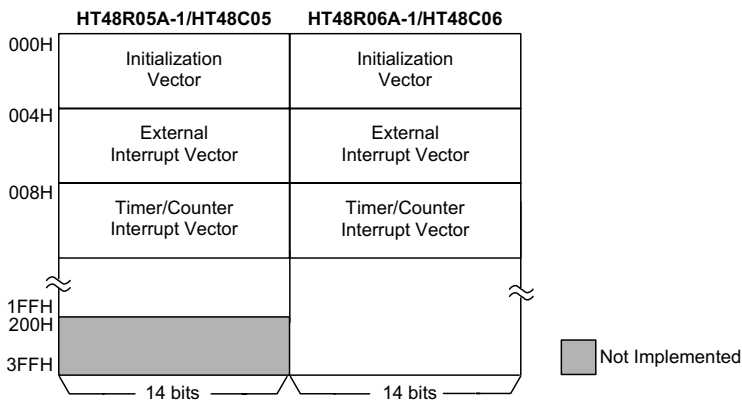 HT48R05A-1/HT48C05 HT48R06A-1/HT48C06
000H
Initialization
Vector
Initialization
Vector
004H
External
Interrupt Vector
External
Interrupt Vector
008H
Timer/Counter
Interrupt Vector
Timer/Counter
Interrupt Vector
1FFH
200H
3FFH
Not Implemented
14 bits
14 bits